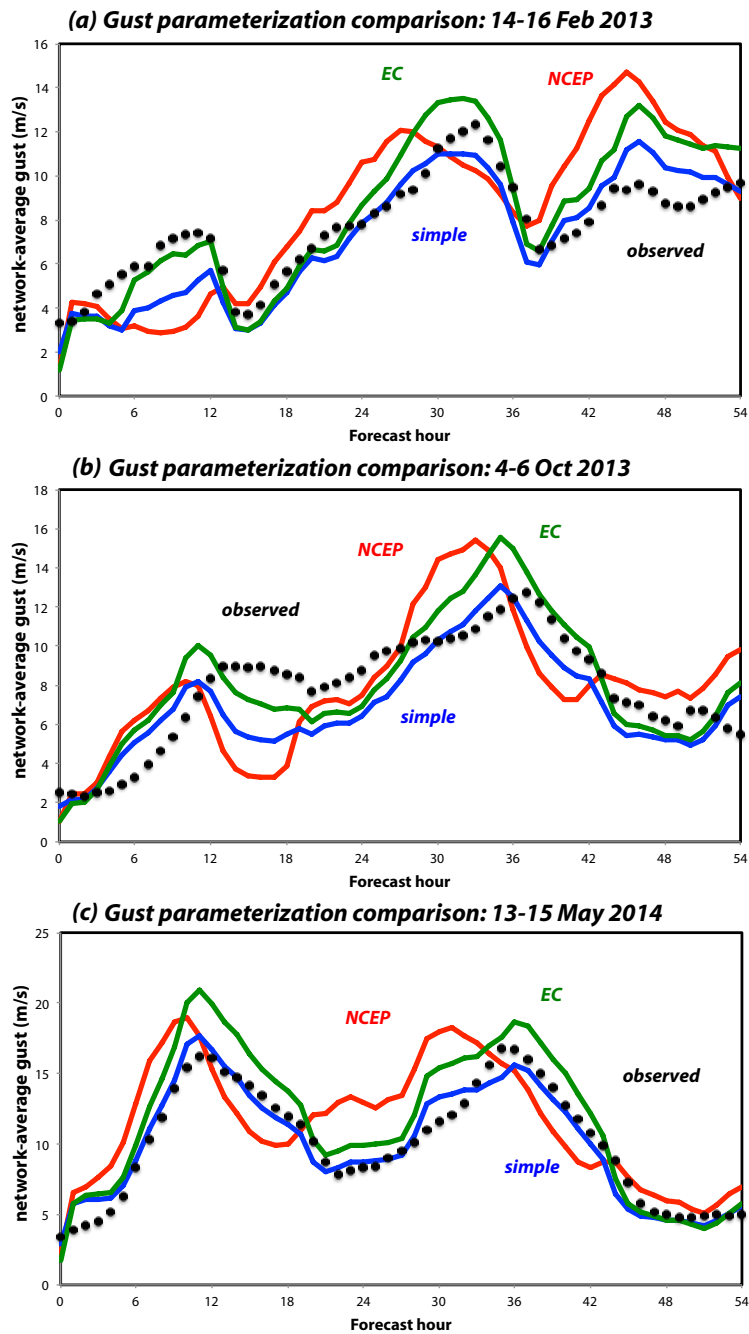 (a) Gust parameterization comparison: 14-16 Feb 2013
network-average gust (m/s)
16
14
12
10
8
6
4
2
0
EC
NCEP
simple
observed
0 6 12 18 24 30 36 42 48 54
Forecast hour
(b) Gust parameterization comparison: 4-6 Oct 2013
network-average gust (m/s)
18
16
14
12
10
8
6
4
2
0
EC
NCEP
observed
simple
0 6 12 18 24 30 36 42 48 54
Forecast hour
(c) Gust parameterization comparison: 13-15 May 2014
network-average gust (m/s)
25
20
15
10
5
0
EC
NCEP
observed
simple
0 6 12 18 24 30 36 42 48 54
Forecast hour